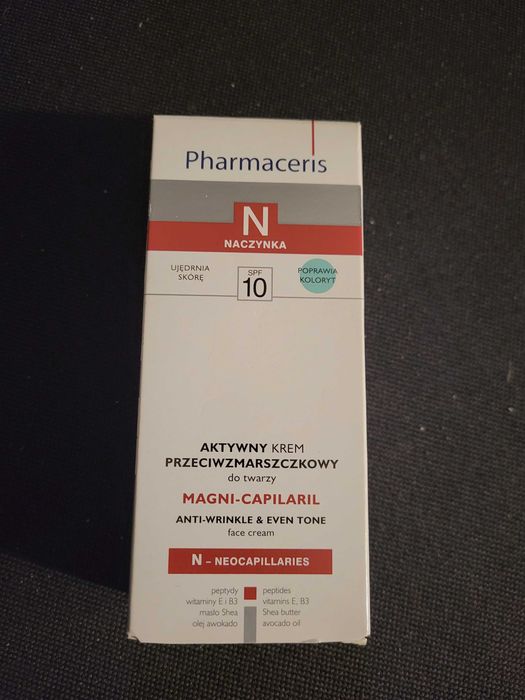 Pharmaceris
N
NACZYNKA
UJĘDRNIA
SKÓRĘ
SPF
10
POPRAWIA
KOLORYT
AKTYWNY KREM
PRZECIWZMARSZCZKOWY
do twarzy
MAGNI-CAPILARIL
ANTI-WRINKLE & EVEN TONE
face cream
N – NEOCAPILLARIES
peptydy
witaminy E i B3
masło Shea
olej awokado
peptides
vitamins E, B3
Shea butter
avocado oil